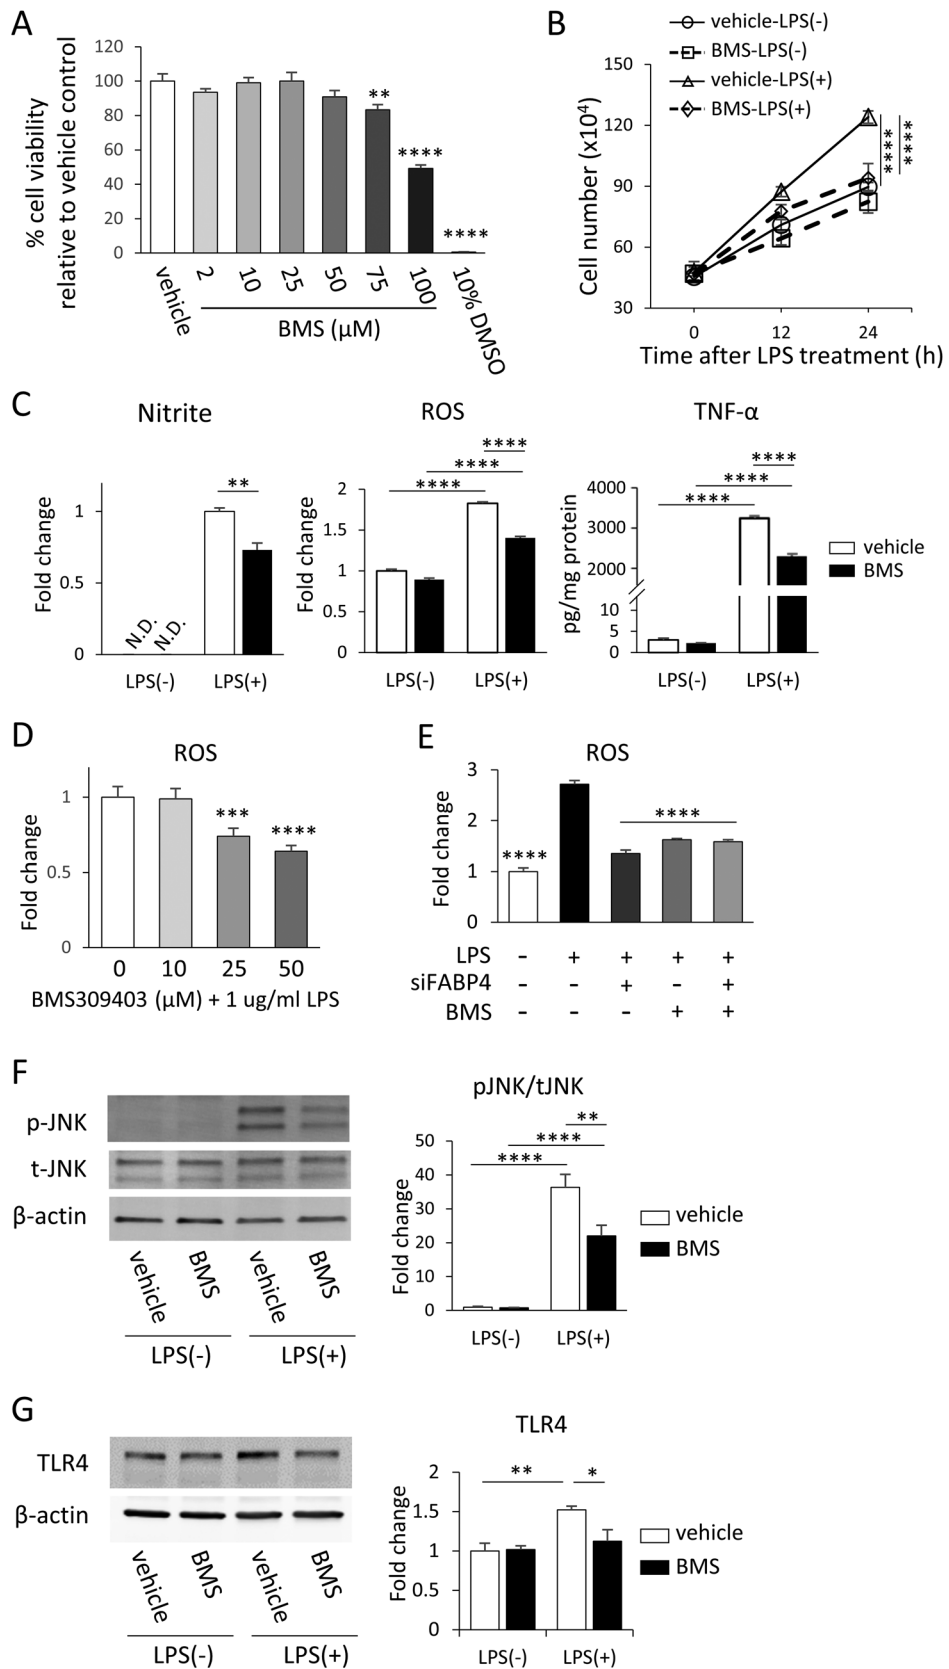 A
% cell viability
relative to vehicle control
120
100
80
60
40
20
0
**
****
****
vehicle
2
10
25
50
75
100
10% DMSO
BMS (μM)
B
vehicle-LPS(-)
BMS-LPS(-)
vehicle-LPS(+)
BMS-LPS(+)
Cell number (x10⁴)
150
120
90
60
30
****
****
0 12 24
Time after LPS treatment (h)
C
Nitrite
Fold change
1
0.5
0
**
N.D.
N.D.
LPS(-) LPS(+)
ROS
Fold change
2
1.5
1
0.5
0
****
****
****
LPS(-) LPS(+)
TNF-α
pg/mg protein
4000
3000
2000
10
5
0
****
****
****
LPS(-) LPS(+)
vehicle
BMS
D
ROS
Fold change
1
0.5
0
***
****
0 10 25 50
BMS309403 (μM) + 1 ug/ml LPS
E
ROS
Fold change
3
2
1
0
****
****
LPS - + + + +
siFABP4 - - + - +
BMS - - - + +
F
p-JNK
t-JNK
β-actin
vehicle
BMS
vehicle
BMS
LPS(-) LPS(+)
pJNK/tJNK
Fold change
50
40
30
20
10
0
**
****
****
LPS(-) LPS(+)
vehicle
BMS
G
TLR4
β-actin
vehicle
BMS
vehicle
BMS
LPS(-) LPS(+)
TLR4
Fold change
2
1.5
1
0.5
0
**
*
LPS(-) LPS(+)
vehicle
BMS